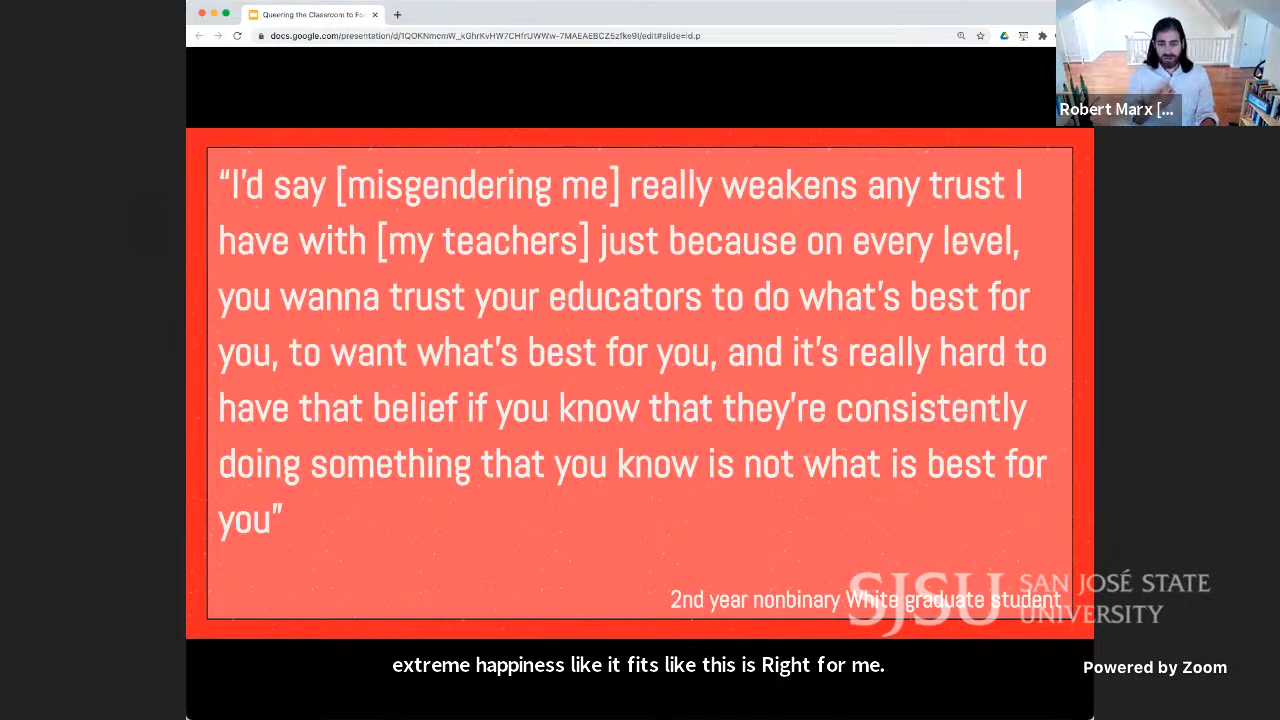 Queering the Classroom to Fo
docs.google.com/presentation/d/1QOKNmcmW_kGhrKvHW7CHfrUWWw-7MAEAEBCZ5zfke9I/edit#slide=id.p
Robert Marx [...
“I’d say [misgendering me] really weakens any trust I
have with [my teachers] just because on every level,
you wanna trust your educators to do what’s best for
you, to want what’s best for you, and it’s really hard to
have that belief if you know that they’re consistently
doing something that you know is not what is best for
you”
2nd year nonbinary White graduate student
SJSU SAN JOSÉ STATE
UNIVERSITY
extreme happiness like it fits like this is Right for me.
Powered by Zoom